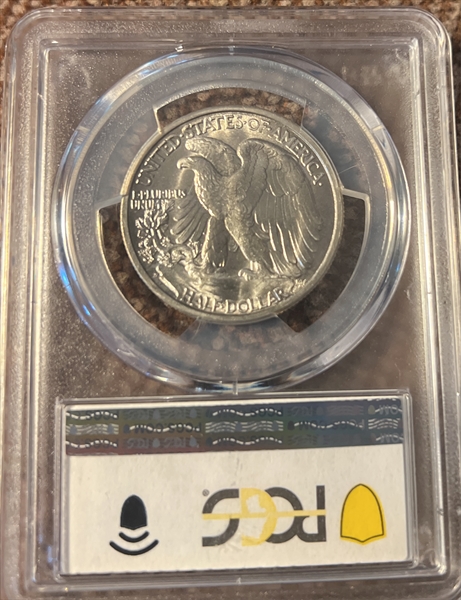 UNITED·STATES·OF·AMERICA·
E·PLURIBUS
UNUM
HALF·DOLLAR
PCGS